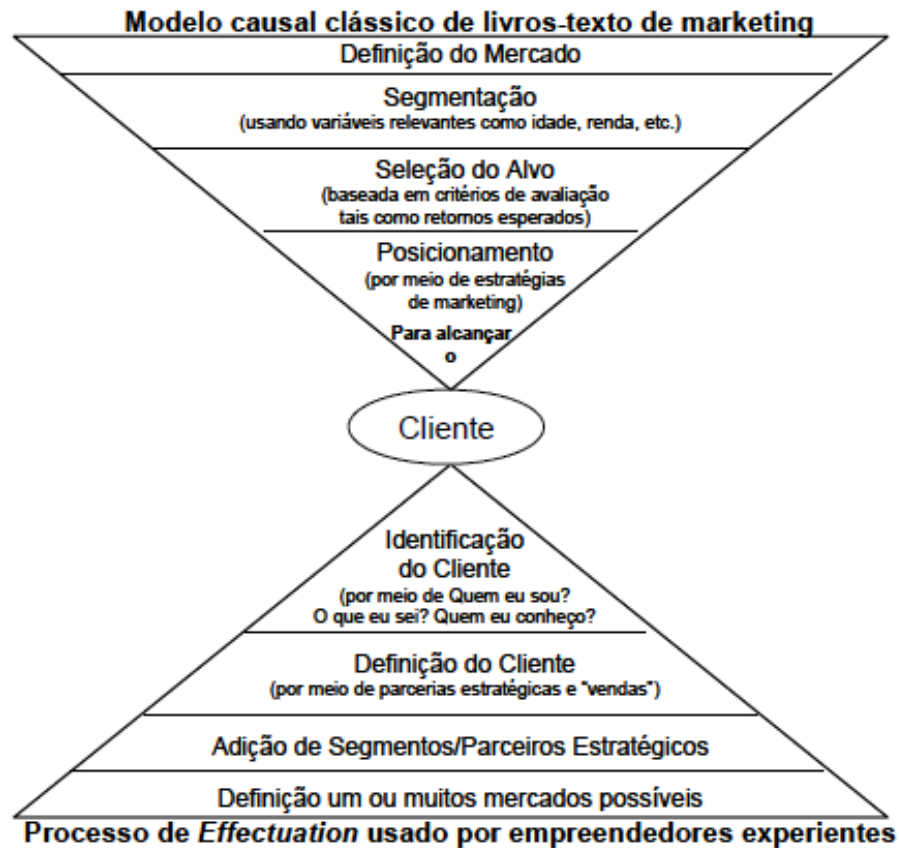 Modelo causal clássico de livros-texto de marketing
Definição do Mercado
Segmentação
(usando variáveis relevantes como idade, renda, etc.)
Seleção do Alvo
(baseada em critérios de avaliação
tais como retornos esperados)
Posicionamento
(por meio de estratégias
de marketing)
Para alcançar
o
Cliente
Identificação
do Cliente
(por meio de Quem eu sou?
O que eu sei? Quem eu conheço?
Definição do Cliente
(por meio de parcerias estratégicas e "vendas")
Adição de Segmentos/Parceiros Estratégicos
Definição um ou muitos mercados possíveis
Processo de Effectuation usado por empreendedores experientes